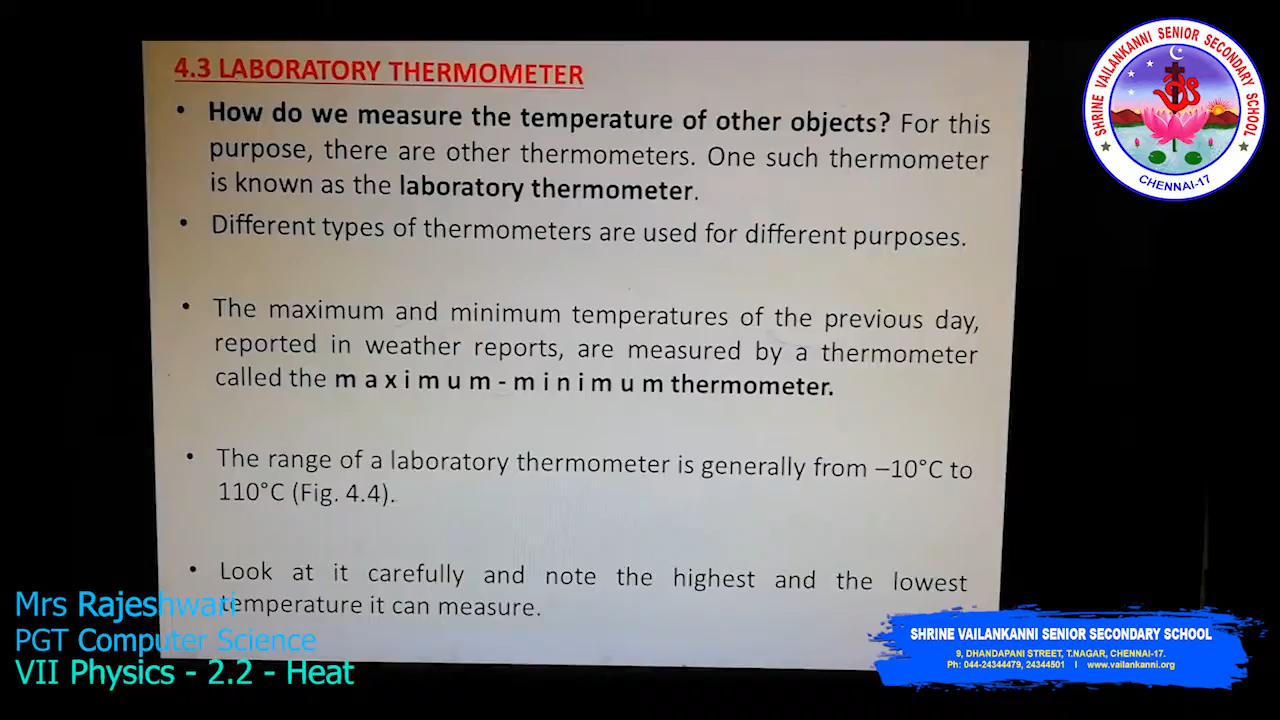 4.3 LABORATORY THERMOMETER
• How do we measure the temperature of other objects? For this
purpose, there are other thermometers. One such thermometer
is known as the laboratory thermometer.
• Different types of thermometers are used for different purposes.
• The maximum and minimum temperatures of the previous day,
reported in weather reports, are measured by a thermometer
called the m a x i m u m - m i n i m u m thermometer.
• The range of a laboratory thermometer is generally from –10°C to
110°C (Fig. 4.4).
• Look at it carefully and note the highest and the lowest
temperature it can measure.
Mrs Rajeshwari
PGT Computer Science
VII Physics - 2.2 - Heat
SHRINE VAILANKANNI SENIOR SECONDARY SCHOOL
CHENNAI-17
SHRINE VAILANKANNI SENIOR SECONDARY SCHOOL
9, DHANDAPANI STREET, T.NAGAR, CHENNAI-17.
Ph: 044-24344479, 24344501 I www.vailankanni.org